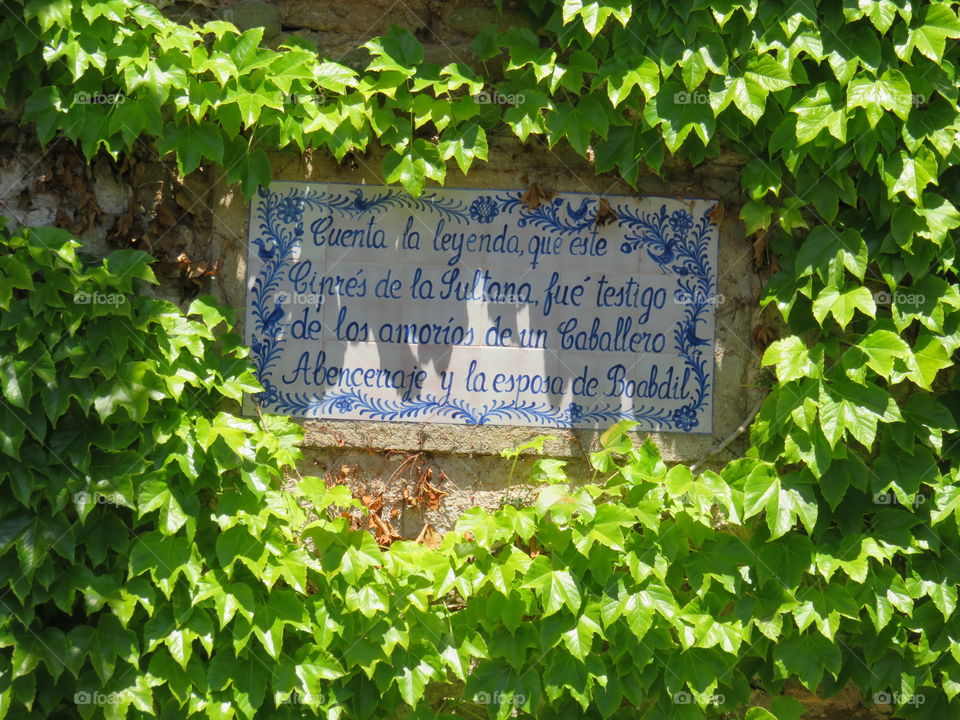 Cuenta la leyenda, que este
Ciprés de la Sultana, fué testigo
de los amoríos de un Caballero
Abencerraje y la esposa de Boabdil